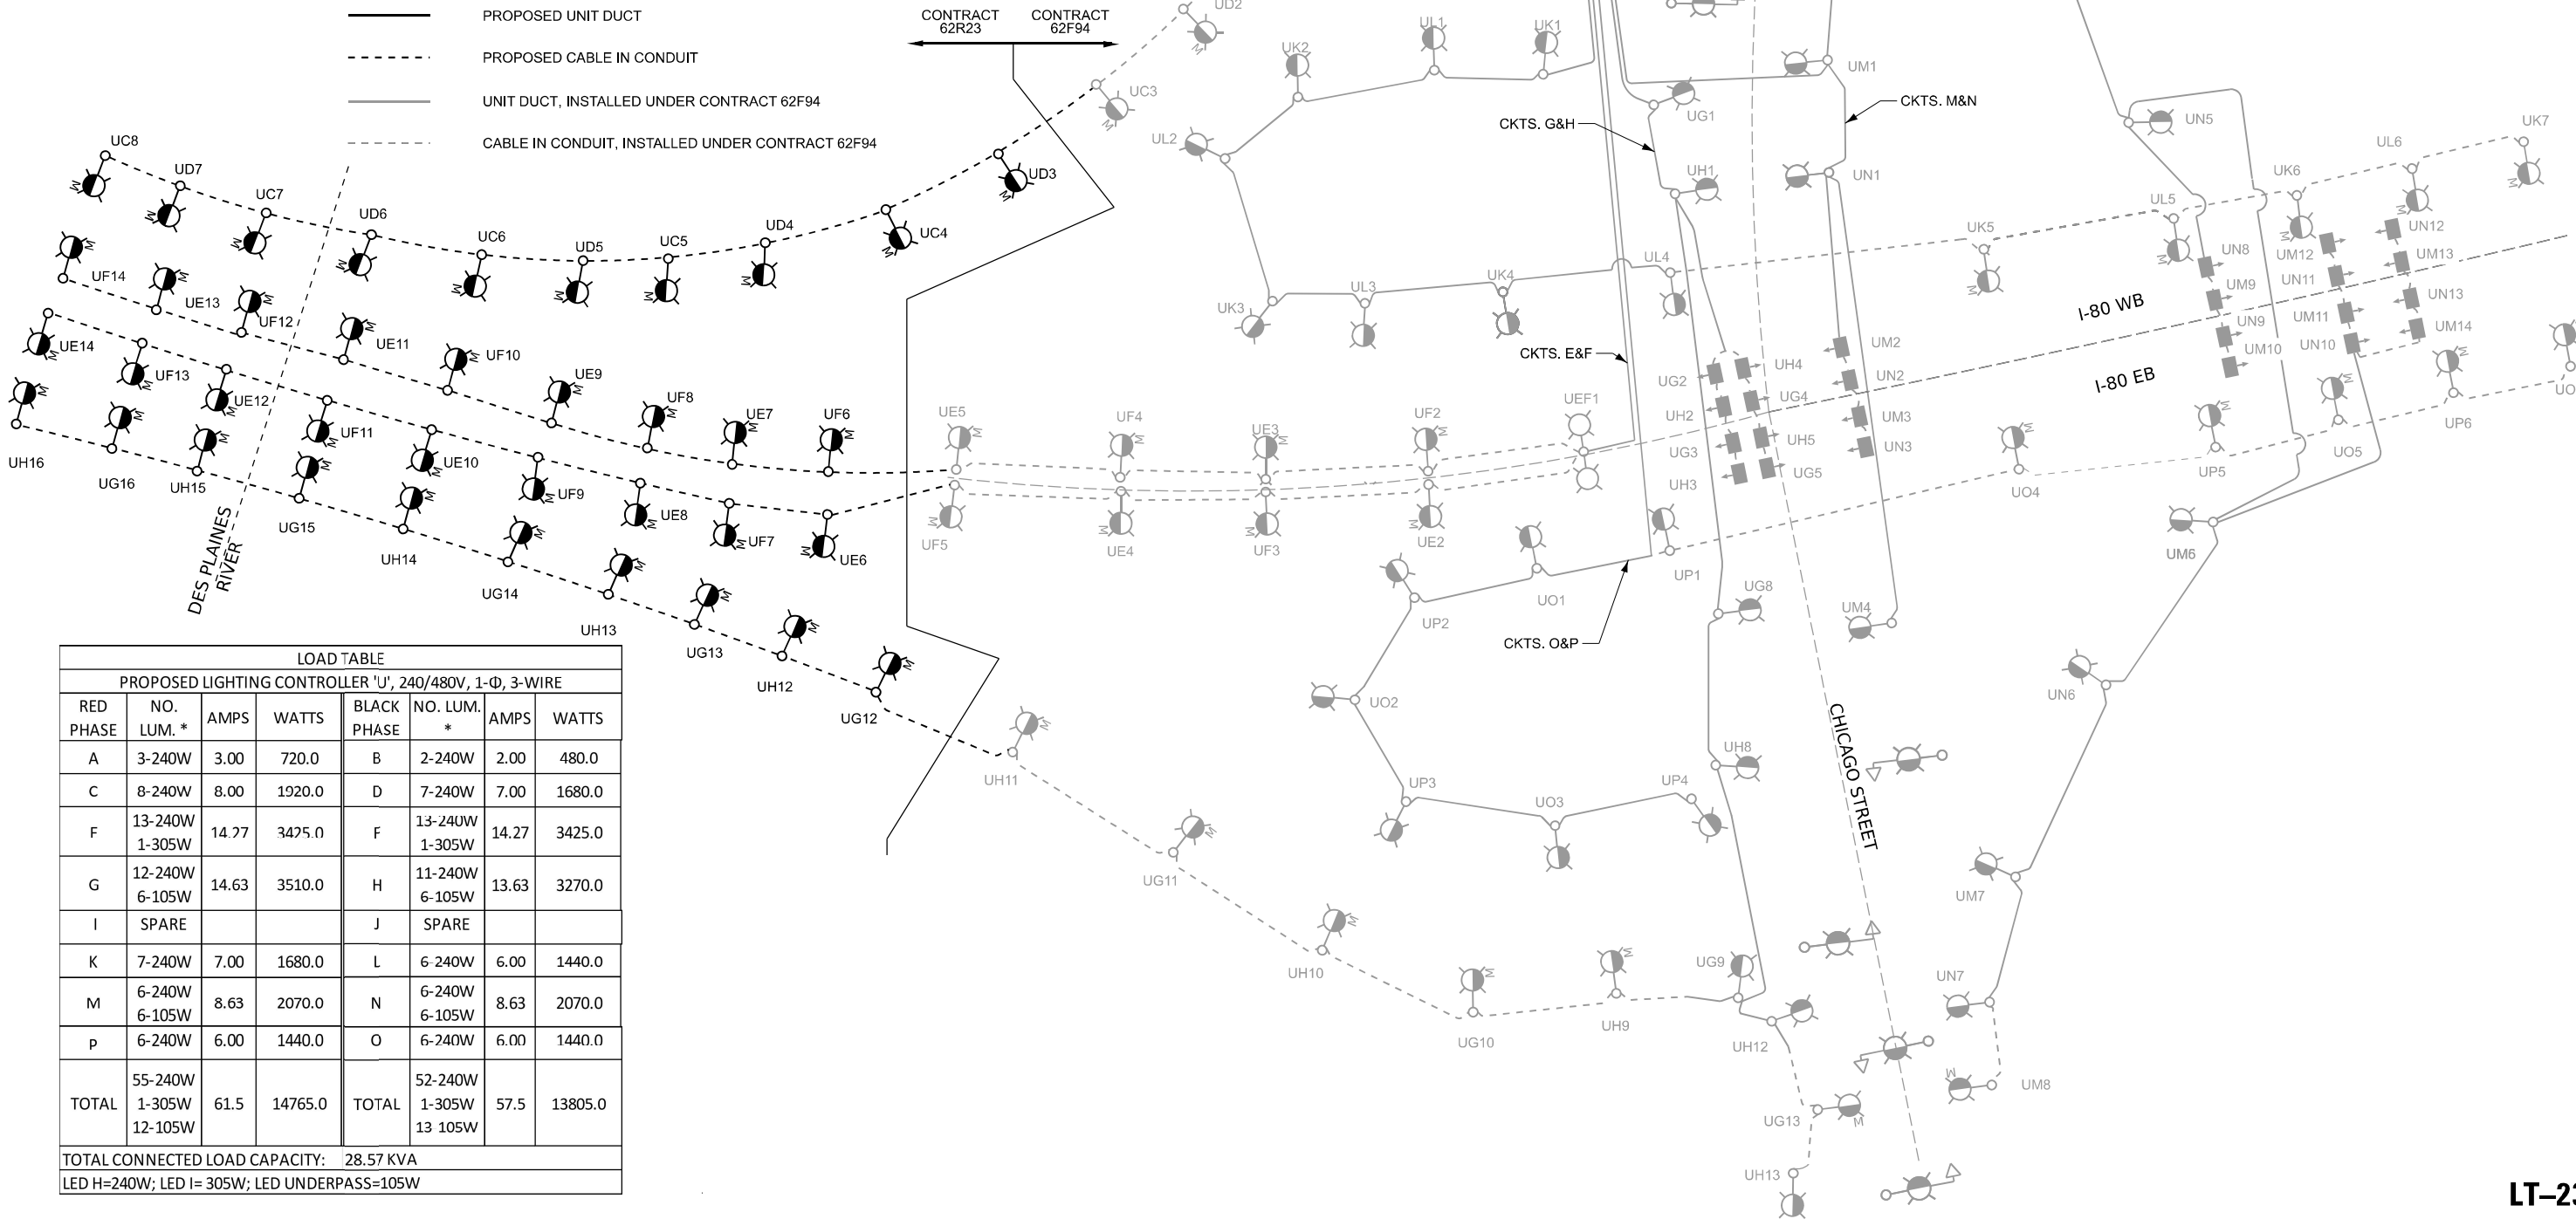 PROPOSED UNIT DUCT
PROPOSED CABLE IN CONDUIT
UNIT DUCT, INSTALLED UNDER CONTRACT 62F94
CABLE IN CONDUIT, INSTALLED UNDER CONTRACT 62F94
CONTRACT 62R23
CONTRACT 62F94
UD2
UC3
UD3
UC4
UD4
UC5
UD5
UC6
UD6
UC7
UD7
UC8
UF14
UE13
UF12
UE11
UF10
UE9
UF8
UE7
UF6
UE14
UF13
UE12
UF11
UE10
UF9
UE8
UF7
UE6
UH16
UG16
UH15
UG15
UH14
UG14
UH13
UG13
UH12
UG12
DES PLAINES
RIVER
UL1
UK1
UK2
UL2
UK3
UL3
UK4
UL4
UK5
UL5
UK6
UL6
UK7
CKTS. G&H
CKTS. M&N
CKTS. E&F
CKTS. O&P
UG1
UH1
UM1
UN1
UN5
UE5
UF4
UE3
UF2
UEF1
UF5
UE4
UF3
UE2
UG2
UH2
UG3
UH3
UH4
UG4
UH5
UG5
UM2
UN2
UM3
UN3
UN8
UM9
UN9
UM10
UM12
UN11
UM11
UN10
UN12
UM13
UN13
UM14
I-80 WB
I-80 EB
UP1
UO1
UP2
UO2
UP3
UO3
UP4
UO4
UP5
UO5
UP6
UO
UG8
UH8
UM4
UM6
UN6
UM7
UN7
UM8
CHICAGO STREET
UH11
UG11
UH10
UG10
UH9
UG9
UH12
UG13
UH13
M
LOAD TABLE
PROPOSED LIGHTING CONTROLLER 'U', 240/480V, 1-Φ, 3-WIRE
RED PHASE NO. LUM. * AMPS WATTS BLACK PHASE NO. LUM. * AMPS WATTS
A 3-240W 3.00 720.0 B 2-240W 2.00 480.0
C 8-240W 8.00 1920.0 D 7-240W 7.00 1680.0
F 13-240W 1-305W 14.27 3425.0 F 13-240W 1-305W 14.27 3425.0
G 12-240W 6-105W 14.63 3510.0 H 11-240W 6-105W 13.63 3270.0
I SPARE J SPARE
K 7-240W 7.00 1680.0 L 6-240W 6.00 1440.0
M 6-240W 6-105W 8.63 2070.0 N 6-240W 6-105W 8.63 2070.0
P 6-240W 6.00 1440.0 O 6-240W 6.00 1440.0
TOTAL 55-240W 1-305W 12-105W 61.5 14765.0 TOTAL 52-240W 1-305W 13 105W 57.5 13805.0
TOTAL CONNECTED LOAD CAPACITY: 28.57 KVA
LED H=240W; LED I= 305W; LED UNDERPASS=105W
LT-23